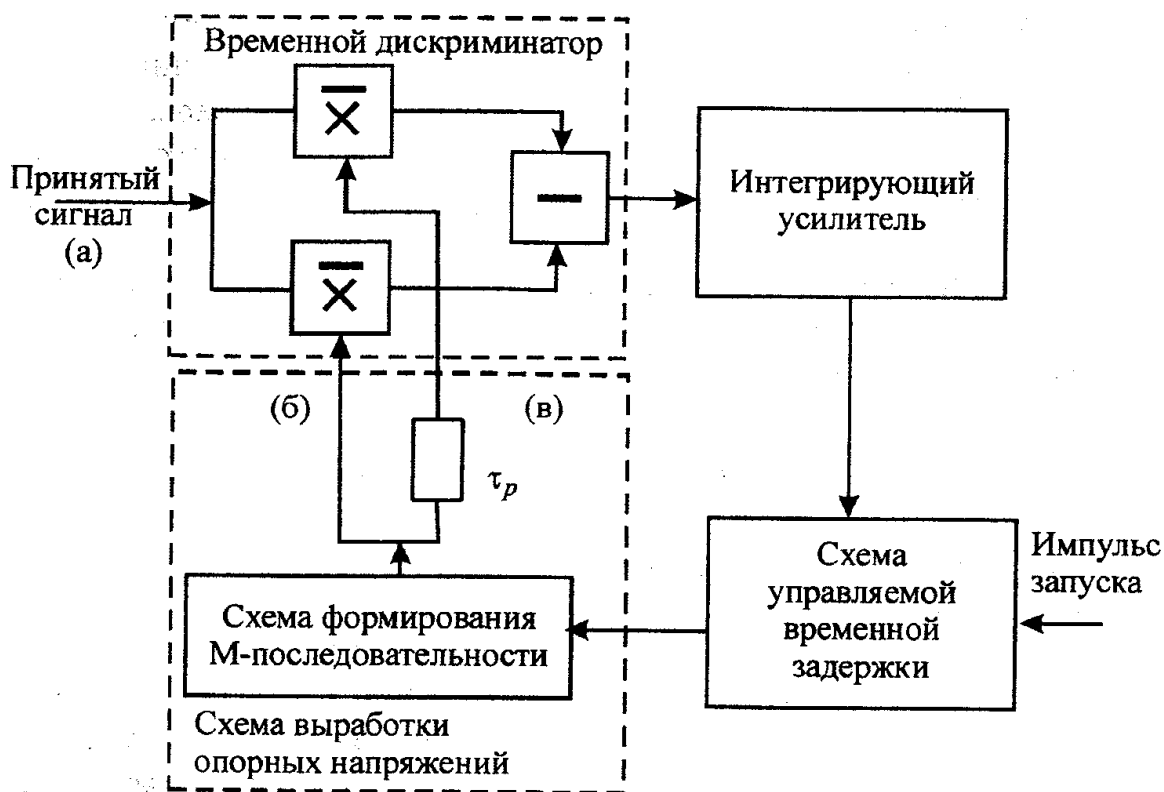 Временной дискриминатор
Принятый
сигнал
(а)
×
×
–
Интегрирующий
усилитель
(б)
(в)
τp
Схема
управляемой
временной
задержки
Импульс
запуска
Схема формирования
М-последовательности
Схема выработки
опорных напряжений